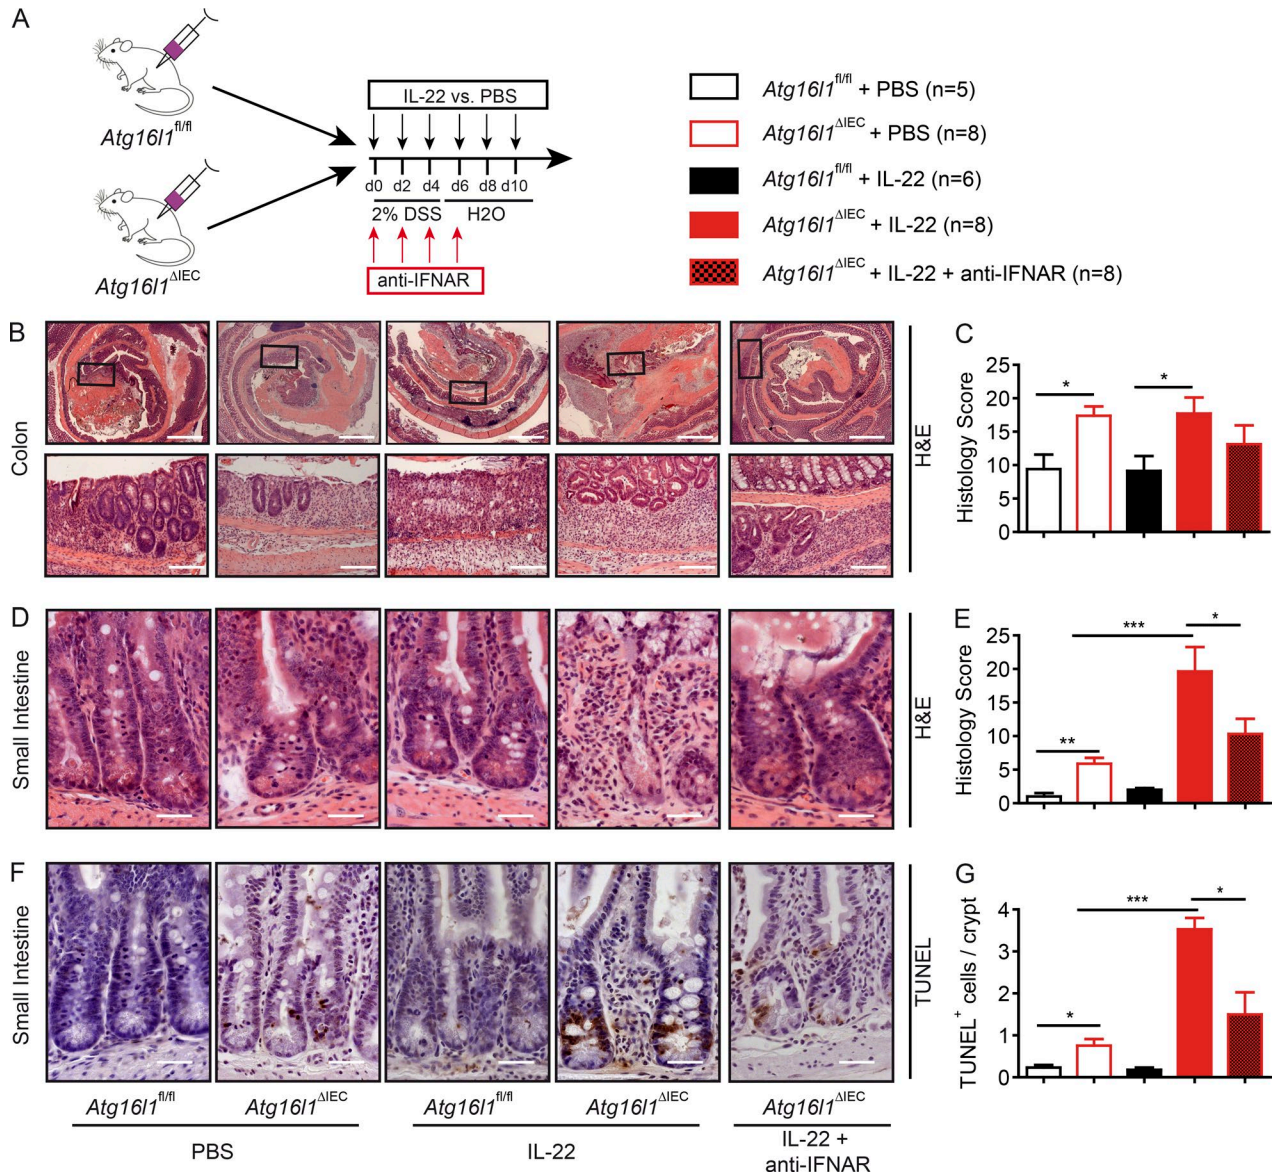 A
Atg16l1fl/fl
Atg16l1ΔIEC
IL-22 vs. PBS
d0 d2 d4 d6 d8 d10
2% DSS H2O
anti-IFNAR
Atg16l1fl/fl + PBS (n=5)
Atg16l1ΔIEC + PBS (n=8)
Atg16l1fl/fl + IL-22 (n=6)
Atg16l1ΔIEC + IL-22 (n=8)
Atg16l1ΔIEC + IL-22 + anti-IFNAR (n=8)
B
Colon
H&E
C
Histology Score
25
20
15
10
5
0
*
*
D
Small Intestine
H&E
E
Histology Score
25
20
15
10
5
0
**
***
*
F
Small Intestine
TUNEL
G
TUNEL+ cells / crypt
4
3
2
1
0
*
***
*
Atg16l1fl/fl
Atg16l1ΔIEC
Atg16l1fl/fl
Atg16l1ΔIEC
Atg16l1ΔIEC
PBS
IL-22
IL-22 +
anti-IFNAR